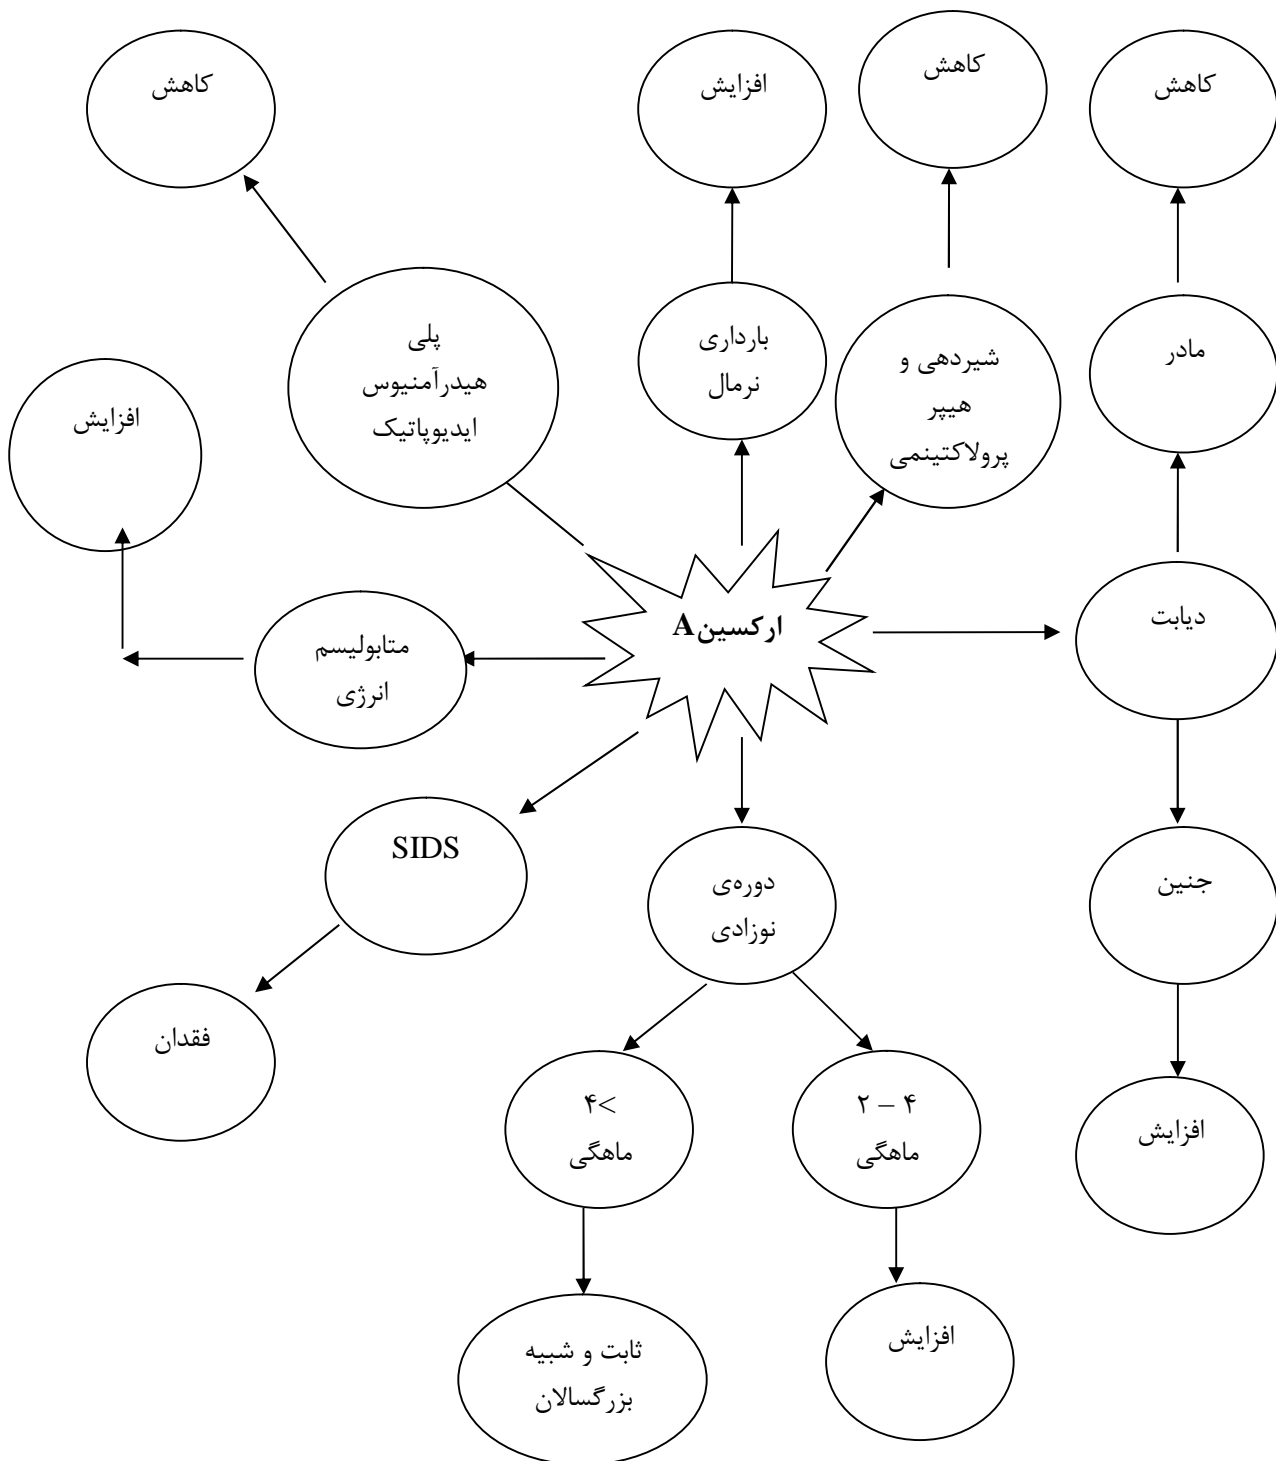 کاهش
افزایش
کاهش
کاهش
پلی
هیدرآمنیوس
ایدیوپاتیک
بارداری
نرمال
شیردهی و
هیپر
پرولاکتینمی
مادر
افزایش
ارکسین A
دیابت
متابولیسم
انرژی
SIDS
دوره‌ی
نوزادی
جنین
فقدان
۴<
ماهگی
۲ – ۴
ماهگی
افزایش
ثابت و شبیه
بزرگسالان
افزایش